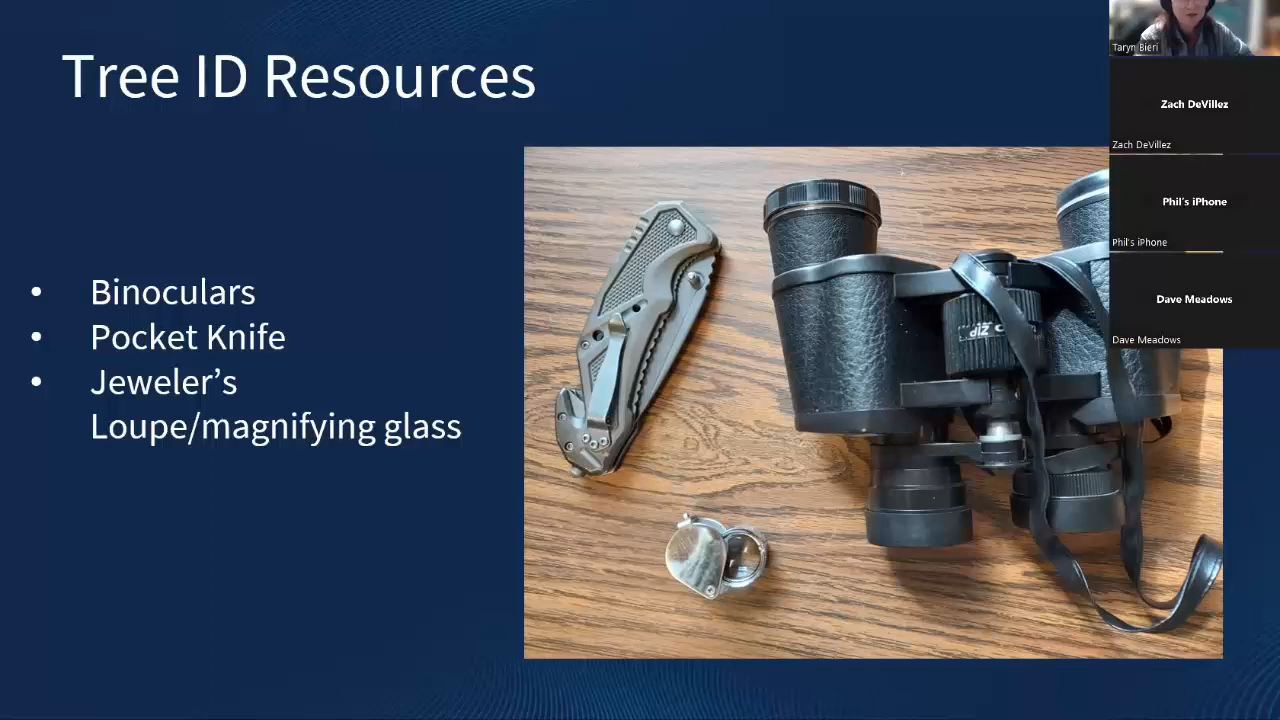 Tree ID Resources
• Binoculars
• Pocket Knife
• Jeweler's
Loupe/magnifying glass
Taryn Bieri
Zach DeVillez
Zach DeVillez
Phil's iPhone
Phil's iPhone
Dave Meadows
Dave Meadows